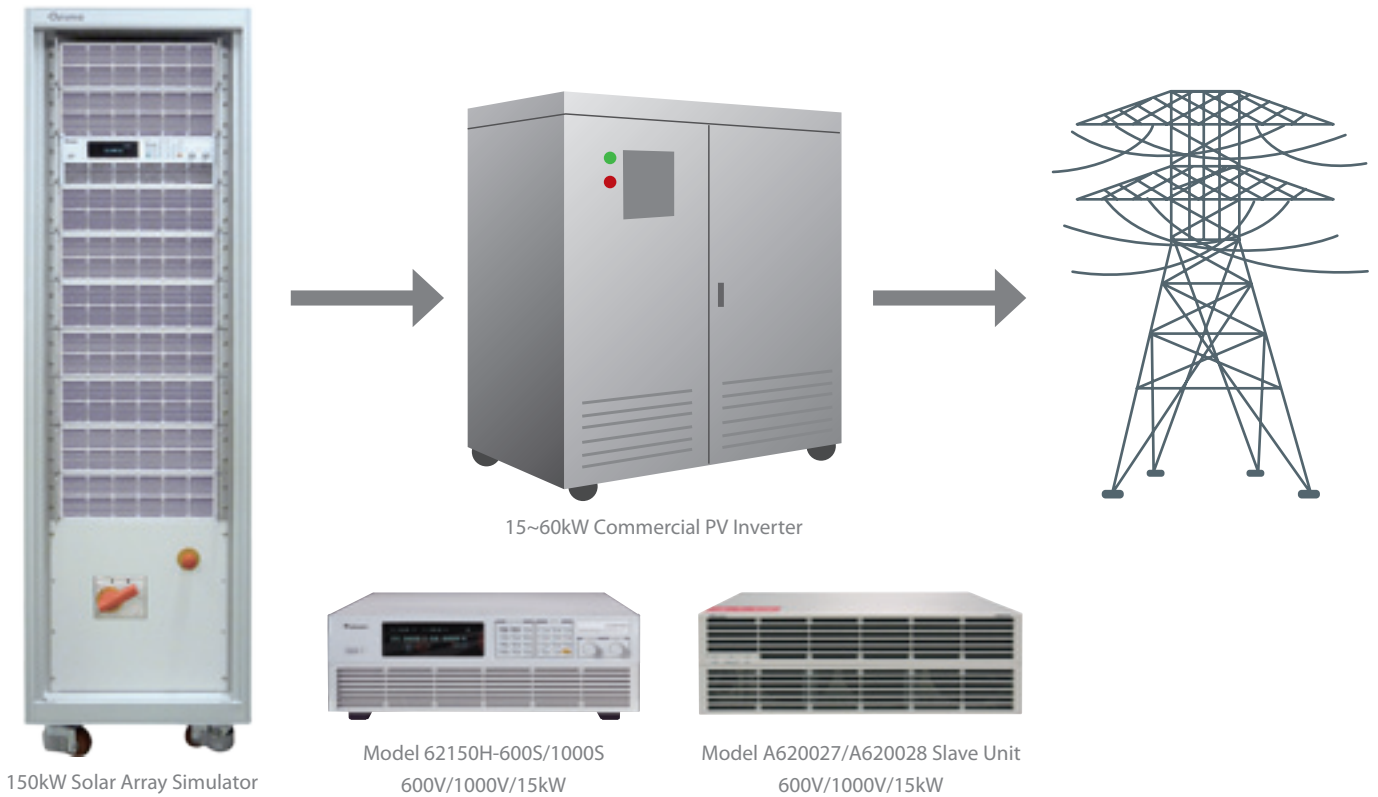 15~60kW Commercial PV Inverter
150kW Solar Array Simulator
Model 62150H-600S/1000S
600V/1000V/15kW
Model A620027/A620028 Slave Unit
600V/1000V/15kW